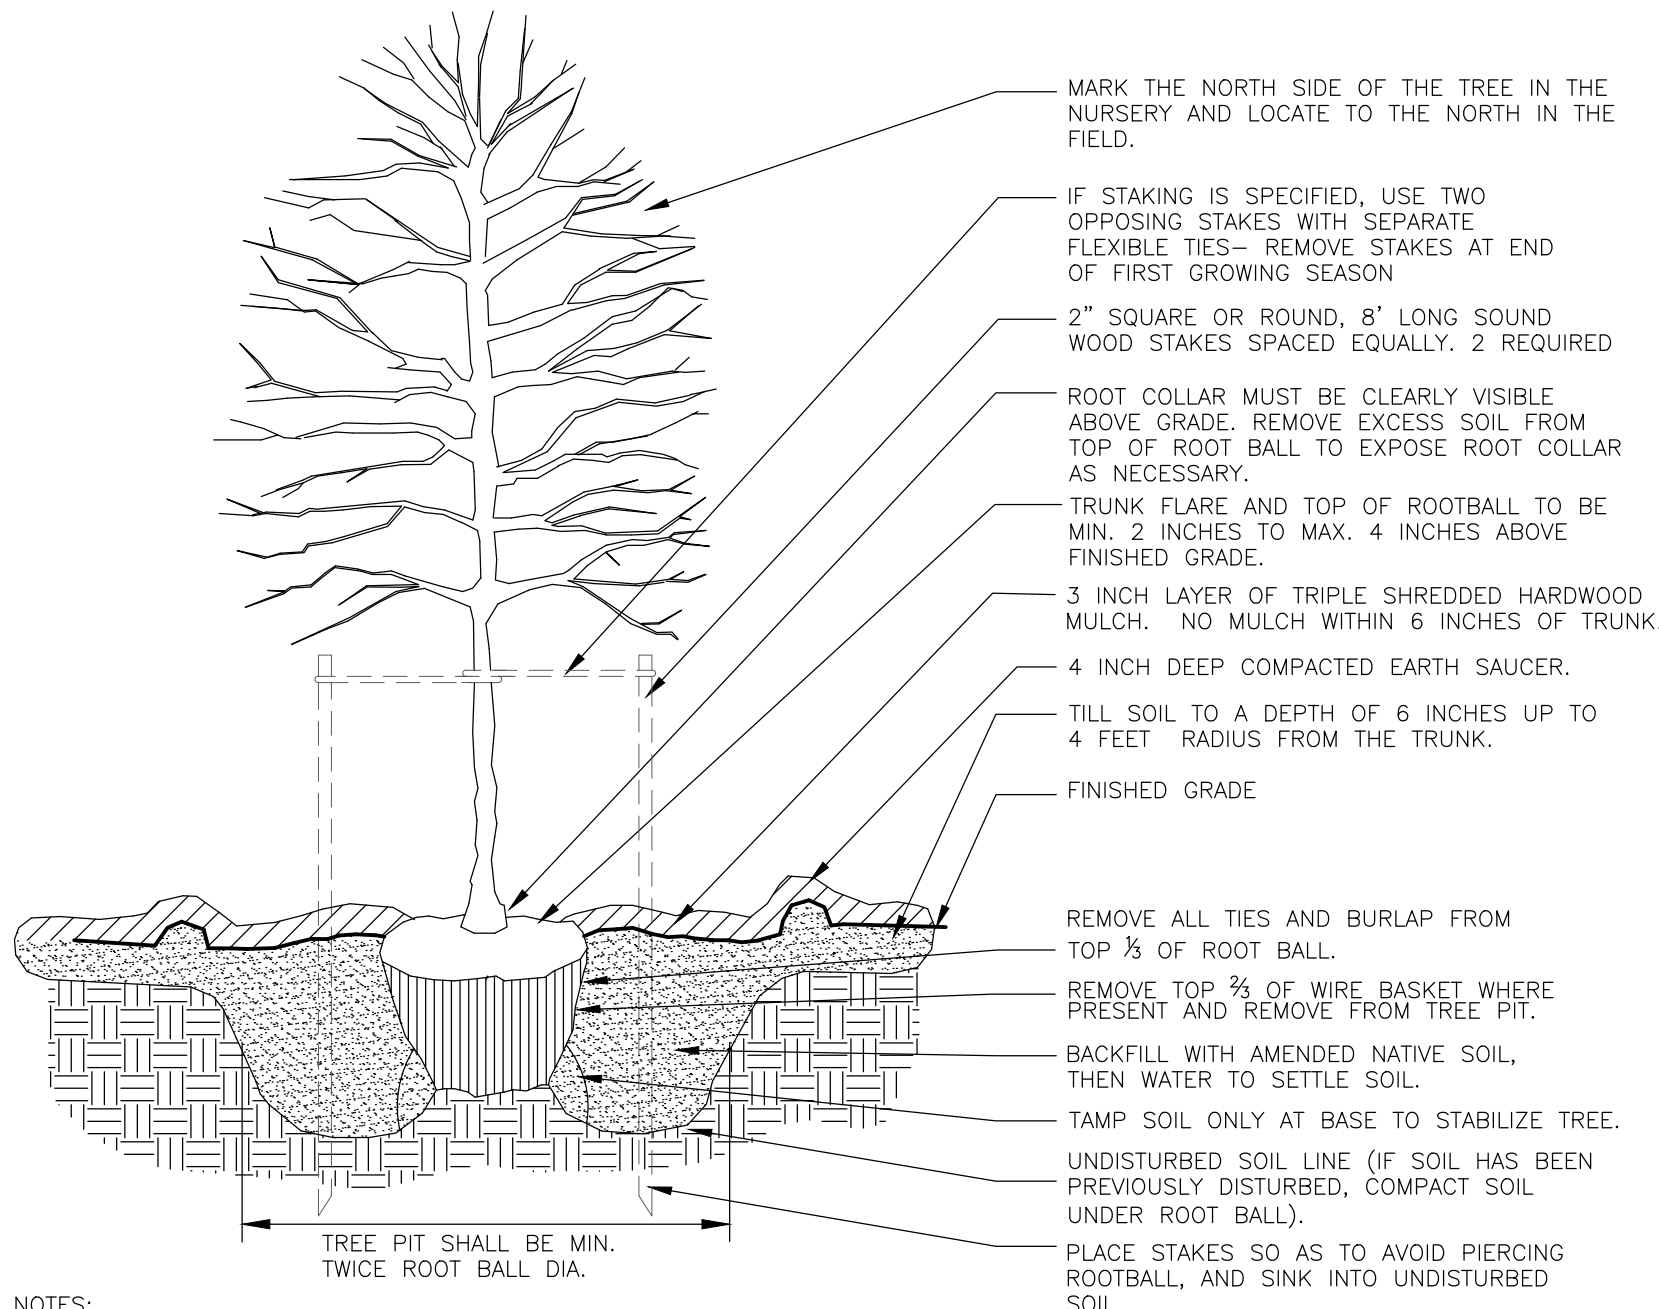 MARK THE NORTH SIDE OF THE TREE IN THE
NURSERY AND LOCATE TO THE NORTH IN THE
FIELD.
IF STAKING IS SPECIFIED, USE TWO
OPPOSING STAKES WITH SEPARATE
FLEXIBLE TIES– REMOVE STAKES AT END
OF FIRST GROWING SEASON
2” SQUARE OR ROUND, 8’ LONG SOUND
WOOD STAKES SPACED EQUALLY. 2 REQUIRED
ROOT COLLAR MUST BE CLEARLY VISIBLE
ABOVE GRADE. REMOVE EXCESS SOIL FROM
TOP OF ROOT BALL TO EXPOSE ROOT COLLAR
AS NECESSARY.
TRUNK FLARE AND TOP OF ROOTBALL TO BE
MIN. 2 INCHES TO MAX. 4 INCHES ABOVE
FINISHED GRADE.
3 INCH LAYER OF TRIPLE SHREDDED HARDWOOD
MULCH. NO MULCH WITHIN 6 INCHES OF TRUNK.
4 INCH DEEP COMPACTED EARTH SAUCER.
TILL SOIL TO A DEPTH OF 6 INCHES UP TO
4 FEET RADIUS FROM THE TRUNK.
FINISHED GRADE
REMOVE ALL TIES AND BURLAP FROM
TOP ⅓ OF ROOT BALL.
REMOVE TOP ⅔ OF WIRE BASKET WHERE
PRESENT AND REMOVE FROM TREE PIT.
BACKFILL WITH AMENDED NATIVE SOIL,
THEN WATER TO SETTLE SOIL.
TAMP SOIL ONLY AT BASE TO STABILIZE TREE.
UNDISTURBED SOIL LINE (IF SOIL HAS BEEN
PREVIOUSLY DISTURBED, COMPACT SOIL
UNDER ROOT BALL).
PLACE STAKES SO AS TO AVOID PIERCING
ROOTBALL, AND SINK INTO UNDISTURBED
SOIL
TREE PIT SHALL BE MIN.
TWICE ROOT BALL DIA.
NOTES: